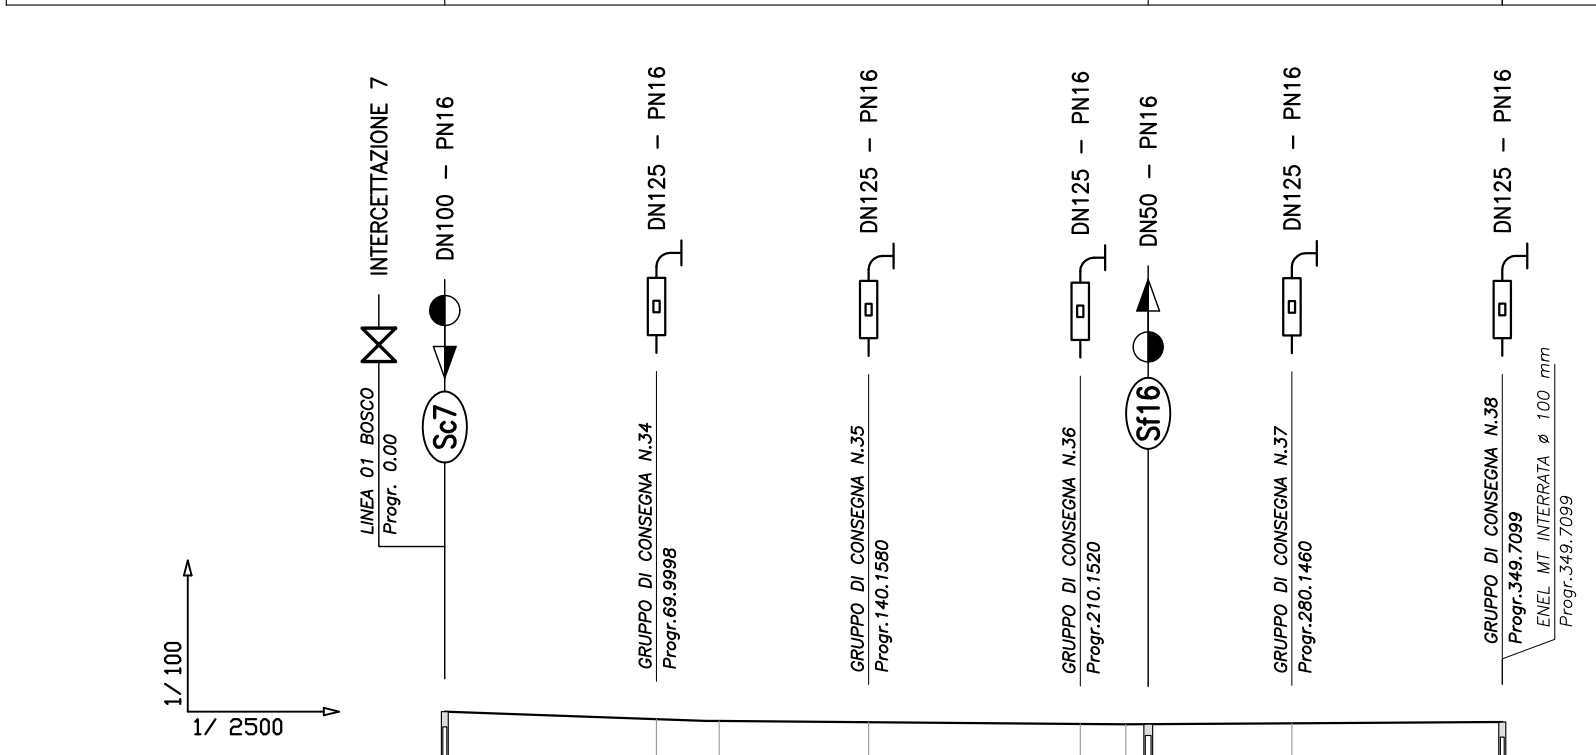 INTERCETTAZIONE 7
LINEA 01 BOSCO
Progr. 0.00
DN100 - PN16
Sc7
DN125 - PN16
GRUPPO DI CONSEGNA N.34
Progr.69.9998
DN125 - PN16
GRUPPO DI CONSEGNA N.35
Progr.140.1580
DN125 - PN16
GRUPPO DI CONSEGNA N.36
Progr.210.1520
DN50 - PN16
Sf16
DN125 - PN16
GRUPPO DI CONSEGNA N.37
Progr.280.1460
DN125 - PN16
GRUPPO DI CONSEGNA N.38
Progr.349.7099
ENEL MT INTERRATA ø 100 mm
Progr.349.7099
1/100
1/ 2500